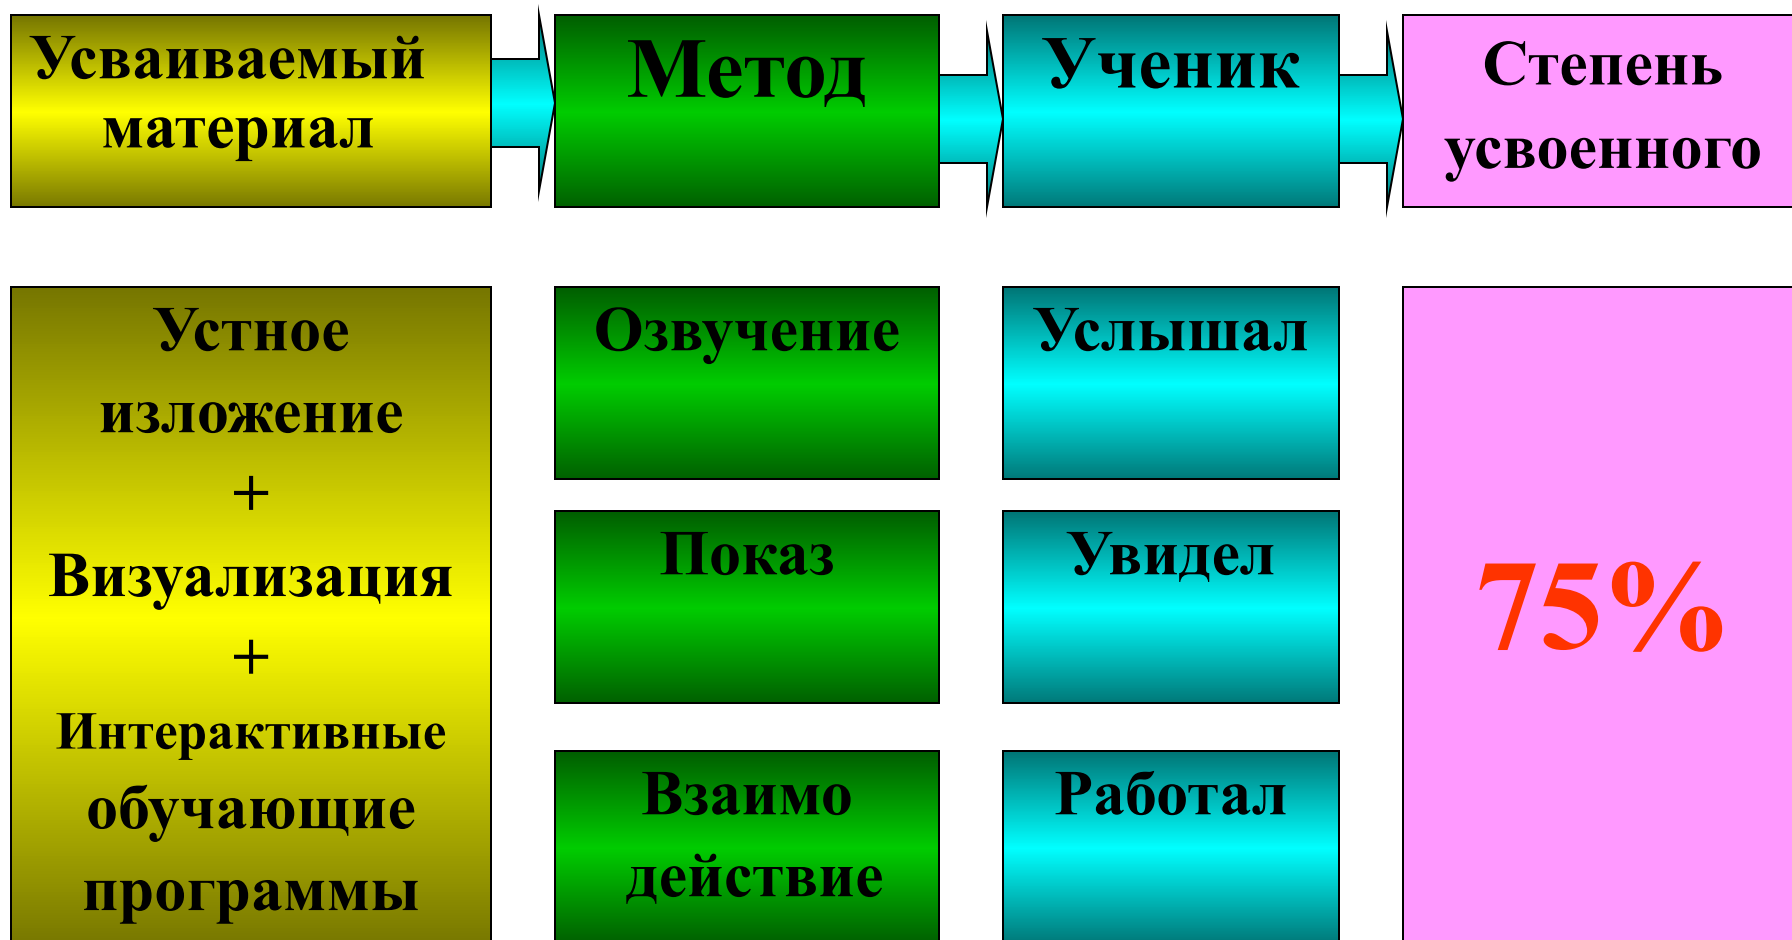 Усваиваемый
материал
Метод
Ученик
Степень
усвоенного
Устное
изложение
+
Визуализация
+
Интерактивные
обучающие
программы
Озвучение
Услышал
Показ
Увидел
Взаимо
действие
Работал
75%